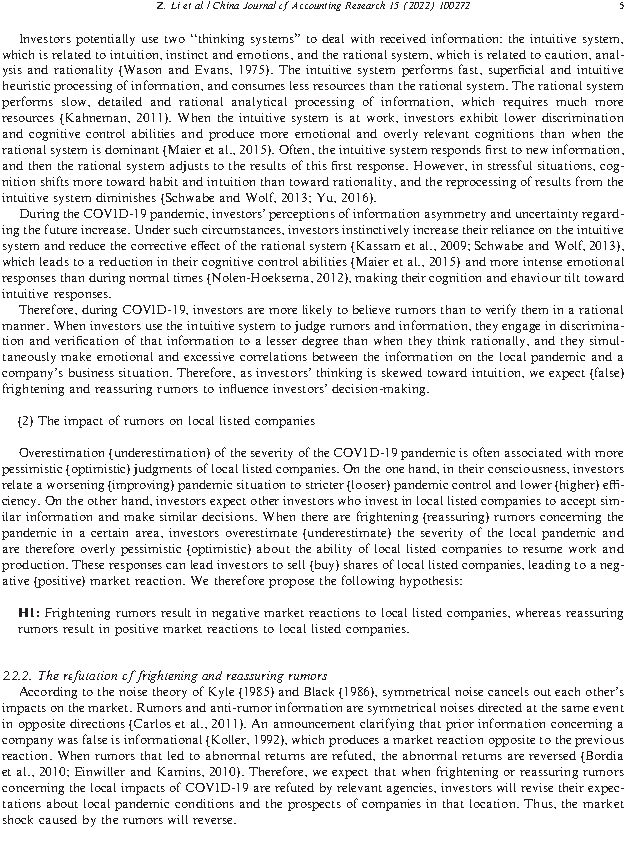 Z. Li et al / China Journal of Accounting Research 15 (2022) 100272 5
Investors potentially use two “thinking systems” to deal with received information: the intuitive system,
which is related to intuition, instinct and emotions, and the rational system, which is related to caution, anal-
ysis and rationality (Wason and Evans, 1975). The intuitive system performs fast, superficial and intuitive
heuristic processing of information, and consumes less resources than the rational system. The rational system
performs slow, detailed and rational analytical processing of information, which requires much more
resources (Kahneman, 2011). When the intuitive system is at work, investors exhibit lower discrimination
and cognitive control abilities and produce more emotional and overly relevant cognitions than when the
rational system is dominant (Maier et al., 2015). Often, the intuitive system responds first to new information,
and then the rational system adjusts to the results of this first response. However, in stressful situations, cog-
nition shifts more toward habit and intuition than toward rationality, and the reprocessing of results from the
intuitive system diminishes (Schwabe and Wolf, 2013; Yu, 2016).
During the COVID-19 pandemic, investors’ perceptions of information asymmetry and uncertainty regard-
ing the future increase. Under such circumstances, investors instinctively increase their reliance on the intuitive
system and reduce the corrective effect of the rational system (Kassam et al., 2009; Schwabe and Wolf, 2013),
which leads to a reduction in their cognitive control abilities (Maier et al., 2015) and more intense emotional
responses than during normal times (Nolen-Hoeksema, 2012), making their cognition and ehaviour tilt toward
intuitive responses.
Therefore, during COVID-19, investors are more likely to believe rumors than to verify them in a rational
manner. When investors use the intuitive system to judge rumors and information, they engage in discrimina-
tion and verification of that information to a lesser degree than when they think rationally, and they simul-
taneously make emotional and excessive correlations between the information on the local pandemic and a
company’s business situation. Therefore, as investors’ thinking is skewed toward intuition, we expect (false)
frightening and reassuring rumors to influence investors’ decision-making.
(2) The impact of rumors on local listed companies
Overestimation (underestimation) of the severity of the COVID-19 pandemic is often associated with more
pessimistic (optimistic) judgments of local listed companies. On the one hand, in their consciousness, investors
relate a worsening (improving) pandemic situation to stricter (looser) pandemic control and lower (higher) effi-
ciency. On the other hand, investors expect other investors who invest in local listed companies to accept sim-
ilar information and make similar decisions. When there are frightening (reassuring) rumors concerning the
pandemic in a certain area, investors overestimate (underestimate) the severity of the local pandemic and
are therefore overly pessimistic (optimistic) about the ability of local listed companies to resume work and
production. These responses can lead investors to sell (buy) shares of local listed companies, leading to a neg-
ative (positive) market reaction. We therefore propose the following hypothesis:
H1: Frightening rumors result in negative market reactions to local listed companies, whereas reassuring
rumors result in positive market reactions to local listed companies.
2.2.2. The refutation of frightening and reassuring rumors
According to the noise theory of Kyle (1985) and Black (1986), symmetrical noise cancels out each other’s
impacts on the market. Rumors and anti-rumor information are symmetrical noises directed at the same event
in opposite directions (Carlos et al., 2011). An announcement clarifying that prior information concerning a
company was false is informational (Koller, 1992), which produces a market reaction opposite to the previous
reaction. When rumors that led to abnormal returns are refuted, the abnormal returns are reversed (Bordia
et al., 2010; Einwiller and Kamins, 2010). Therefore, we expect that when frightening or reassuring rumors
concerning the local impacts of COVID-19 are refuted by relevant agencies, investors will revise their expec-
tations about local pandemic conditions and the prospects of companies in that location. Thus, the market
shock caused by the rumors will reverse.